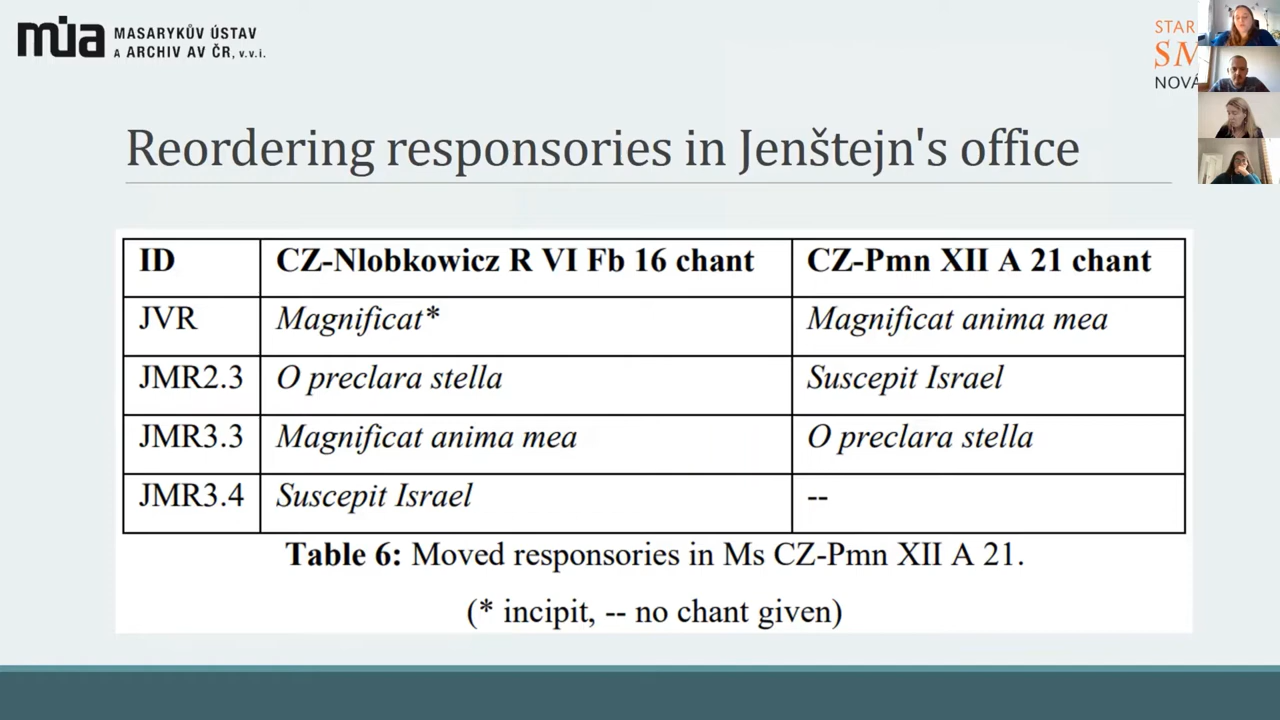 mua MASARYKŮV ÚSTAV
A ARCHIV AV ČR, v.v.i.
STAR
SM
NOVÁ
Reordering responsories in Jenštejn's office
ID CZ-Nlobkowicz R VI Fb 16 chant CZ-Pmn XII A 21 chant
JVR Magnificat* Magnificat anima mea
JMR2.3 O preclara stella Suscepit Israel
JMR3.3 Magnificat anima mea O preclara stella
JMR3.4 Suscepit Israel --
Table 6: Moved responsories in Ms CZ-Pmn XII A 21.
(* incipit, -- no chant given)